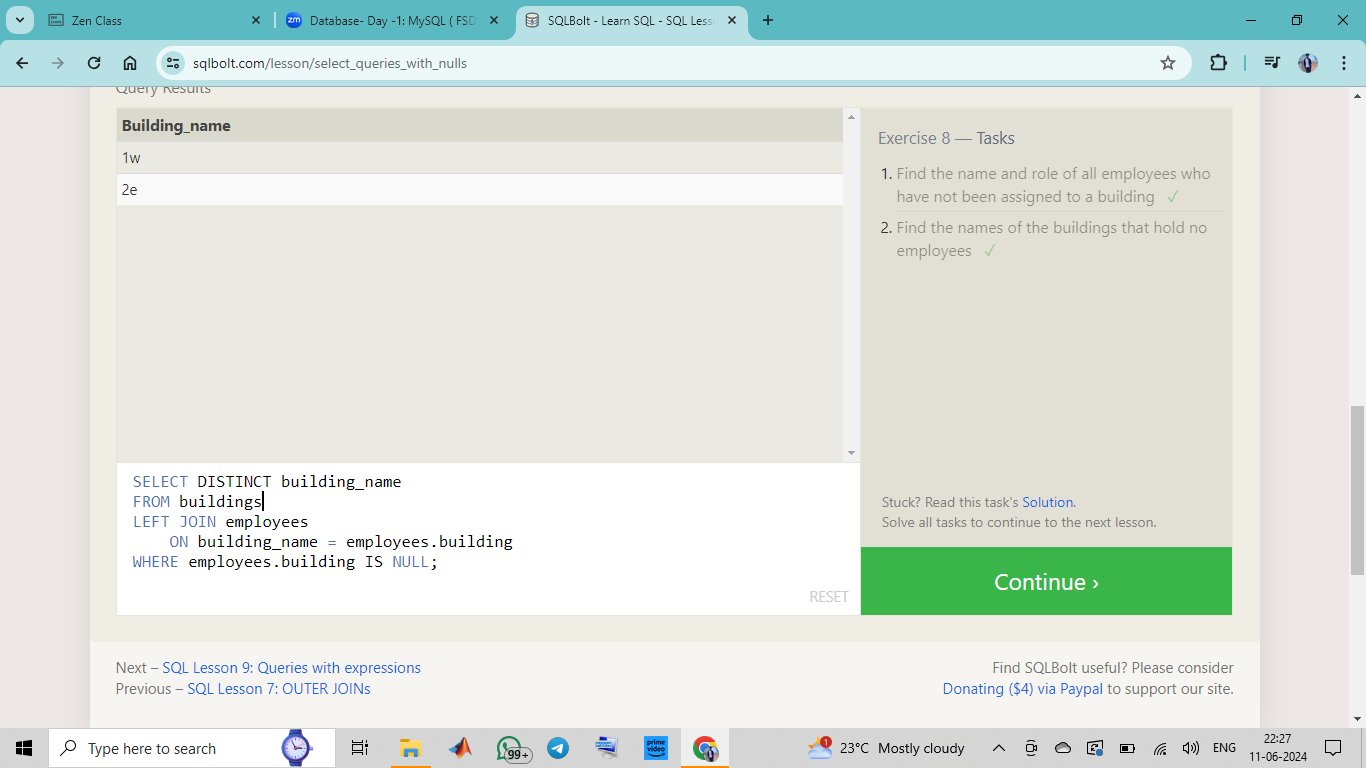 Zen Class
zm Database- Day -1: MySQL ( FSD
SQLBolt - Learn SQL - SQL Less
sqlbolt.com/lesson/select_queries_with_nulls
Query Results
Building_name
1w
2e
Exercise 8 — Tasks
1. Find the name and role of all employees who
have not been assigned to a building ✓
2. Find the names of the buildings that hold no
employees ✓
SELECT DISTINCT building_name
FROM buildings
LEFT JOIN employees
ON building_name = employees.building
WHERE employees.building IS NULL;
RESET
Stuck? Read this task's Solution.
Solve all tasks to continue to the next lesson.
Continue ›
Next – SQL Lesson 9: Queries with expressions
Previous – SQL Lesson 7: OUTER JOINs
Find SQLBolt useful? Please consider
Donating ($4) via Paypal to support our site.
Type here to search
99+
prime
video
1
23°C Mostly cloudy
ENG
22:27
11-06-2024